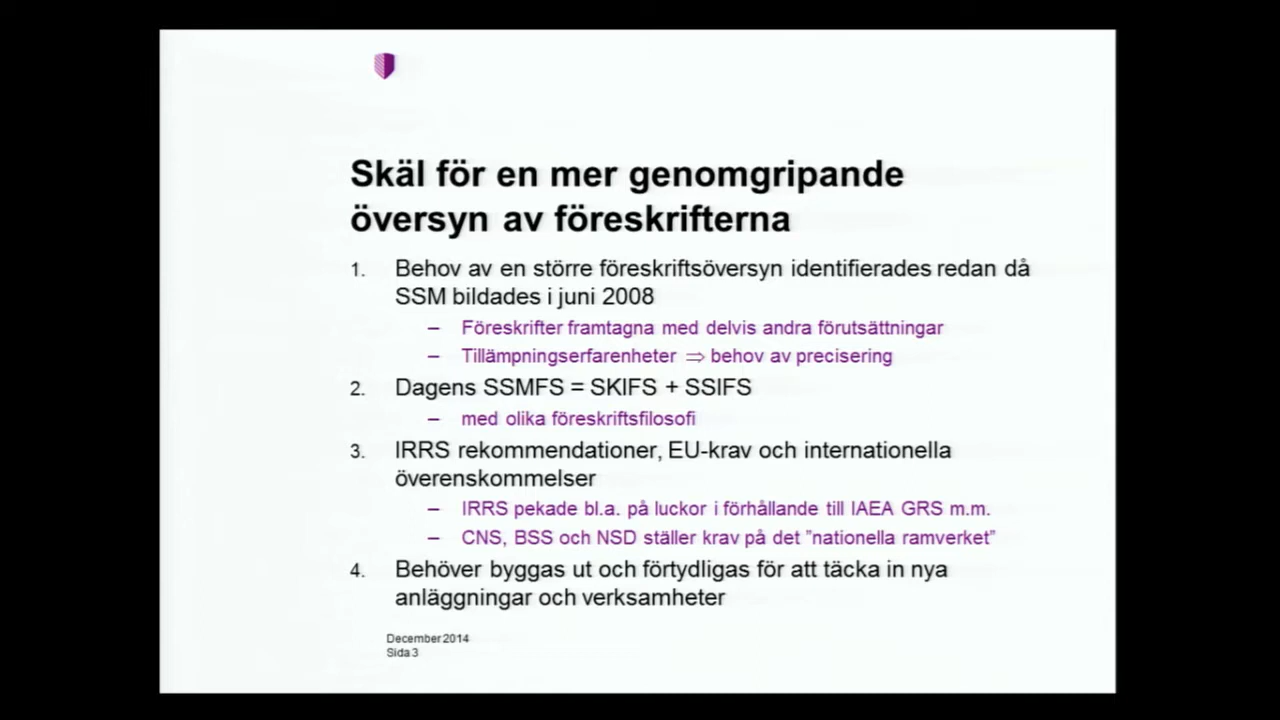 Skäl för en mer genomgripande
översyn av föreskrifterna
1. Behov av en större föreskriftsöversyn identifierades redan då
SSM bildades i juni 2008
– Föreskrifter framtagna med delvis andra förutsättningar
– Tillämpningserfarenheter ⇒ behov av precisering
2. Dagens SSMFS = SKIFS + SSIFS
– med olika föreskriftsfilosofi
3. IRRS rekommendationer, EU-krav och internationella
överenskommelser
– IRRS pekade bl.a. på luckor i förhållande till IAEA GRS m.m.
– CNS, BSS och NSD ställer krav på det ”nationella ramverket”
4. Behöver byggas ut och förtydligas för att täcka in nya
anläggningar och verksamheter
December 2014
Sida 3